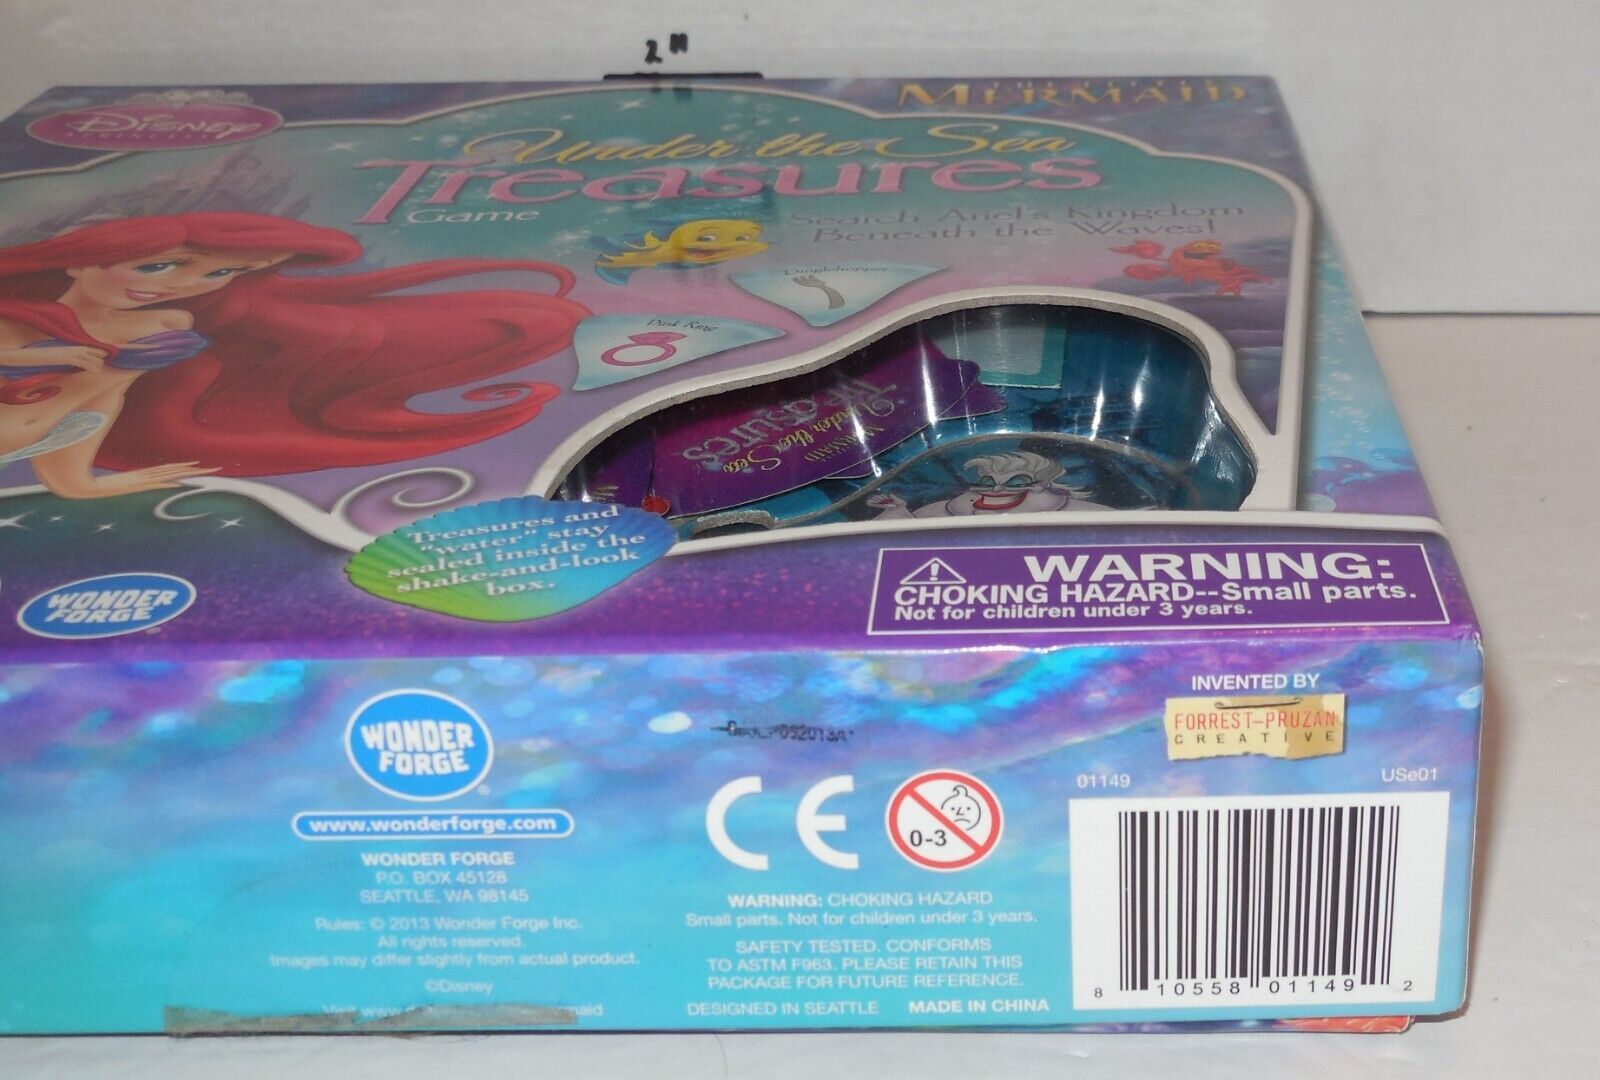 2"
DISNEY
MERMAID
Under the Sea
Treasures
Game
Search Ariel's Kingdom
Beneath the Waves!
Dinglehopper
Pink Ring
MERMAID
Under the Sea
Treasures
Treasures and
"water" stay
sealed inside the
shake-and-look
box.
WONDER
FORGE
WARNING:
CHOKING HAZARD--Small parts.
Not for children under 3 years.
INVENTED BY
FORREST-PRUZAN
CREATIVE
WONDER
FORGE
www.wonderforge.com
WONDER FORGE
P.O. BOX 45128
SEATTLE, WA 98145
Rules: © 2013 Wonder Forge Inc.
All rights reserved.
Images may differ slightly from actual product.
©Disney
Visit
CE
0-3
WARNING: CHOKING HAZARD
Small parts. Not for children under 3 years.
SAFETY TESTED. CONFORMS
TO ASTM F963. PLEASE RETAIN THIS
PACKAGE FOR FUTURE REFERENCE.
DESIGNED IN SEATTLE MADE IN CHINA
01149 USe01
8 10558 01149 2